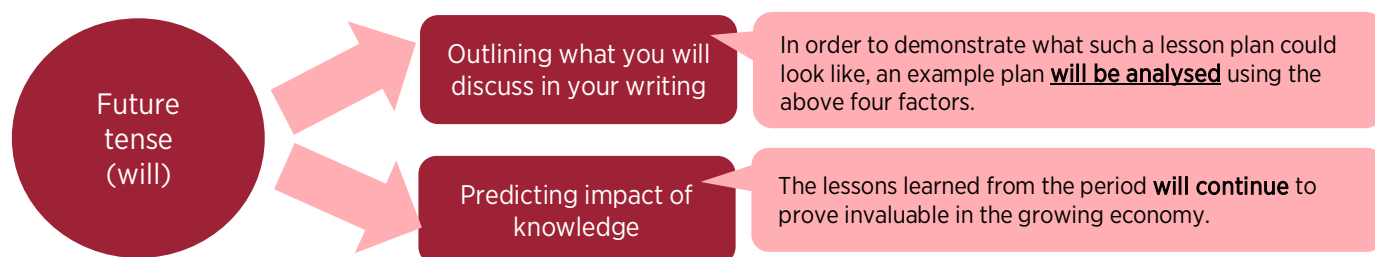 Future
tense
(will)
Outlining what you will
discuss in your writing
In order to demonstrate what such a lesson plan could
look like, an example plan will be analysed using the
above four factors.
Predicting impact of
knowledge
The lessons learned from the period will continue to
prove invaluable in the growing economy.